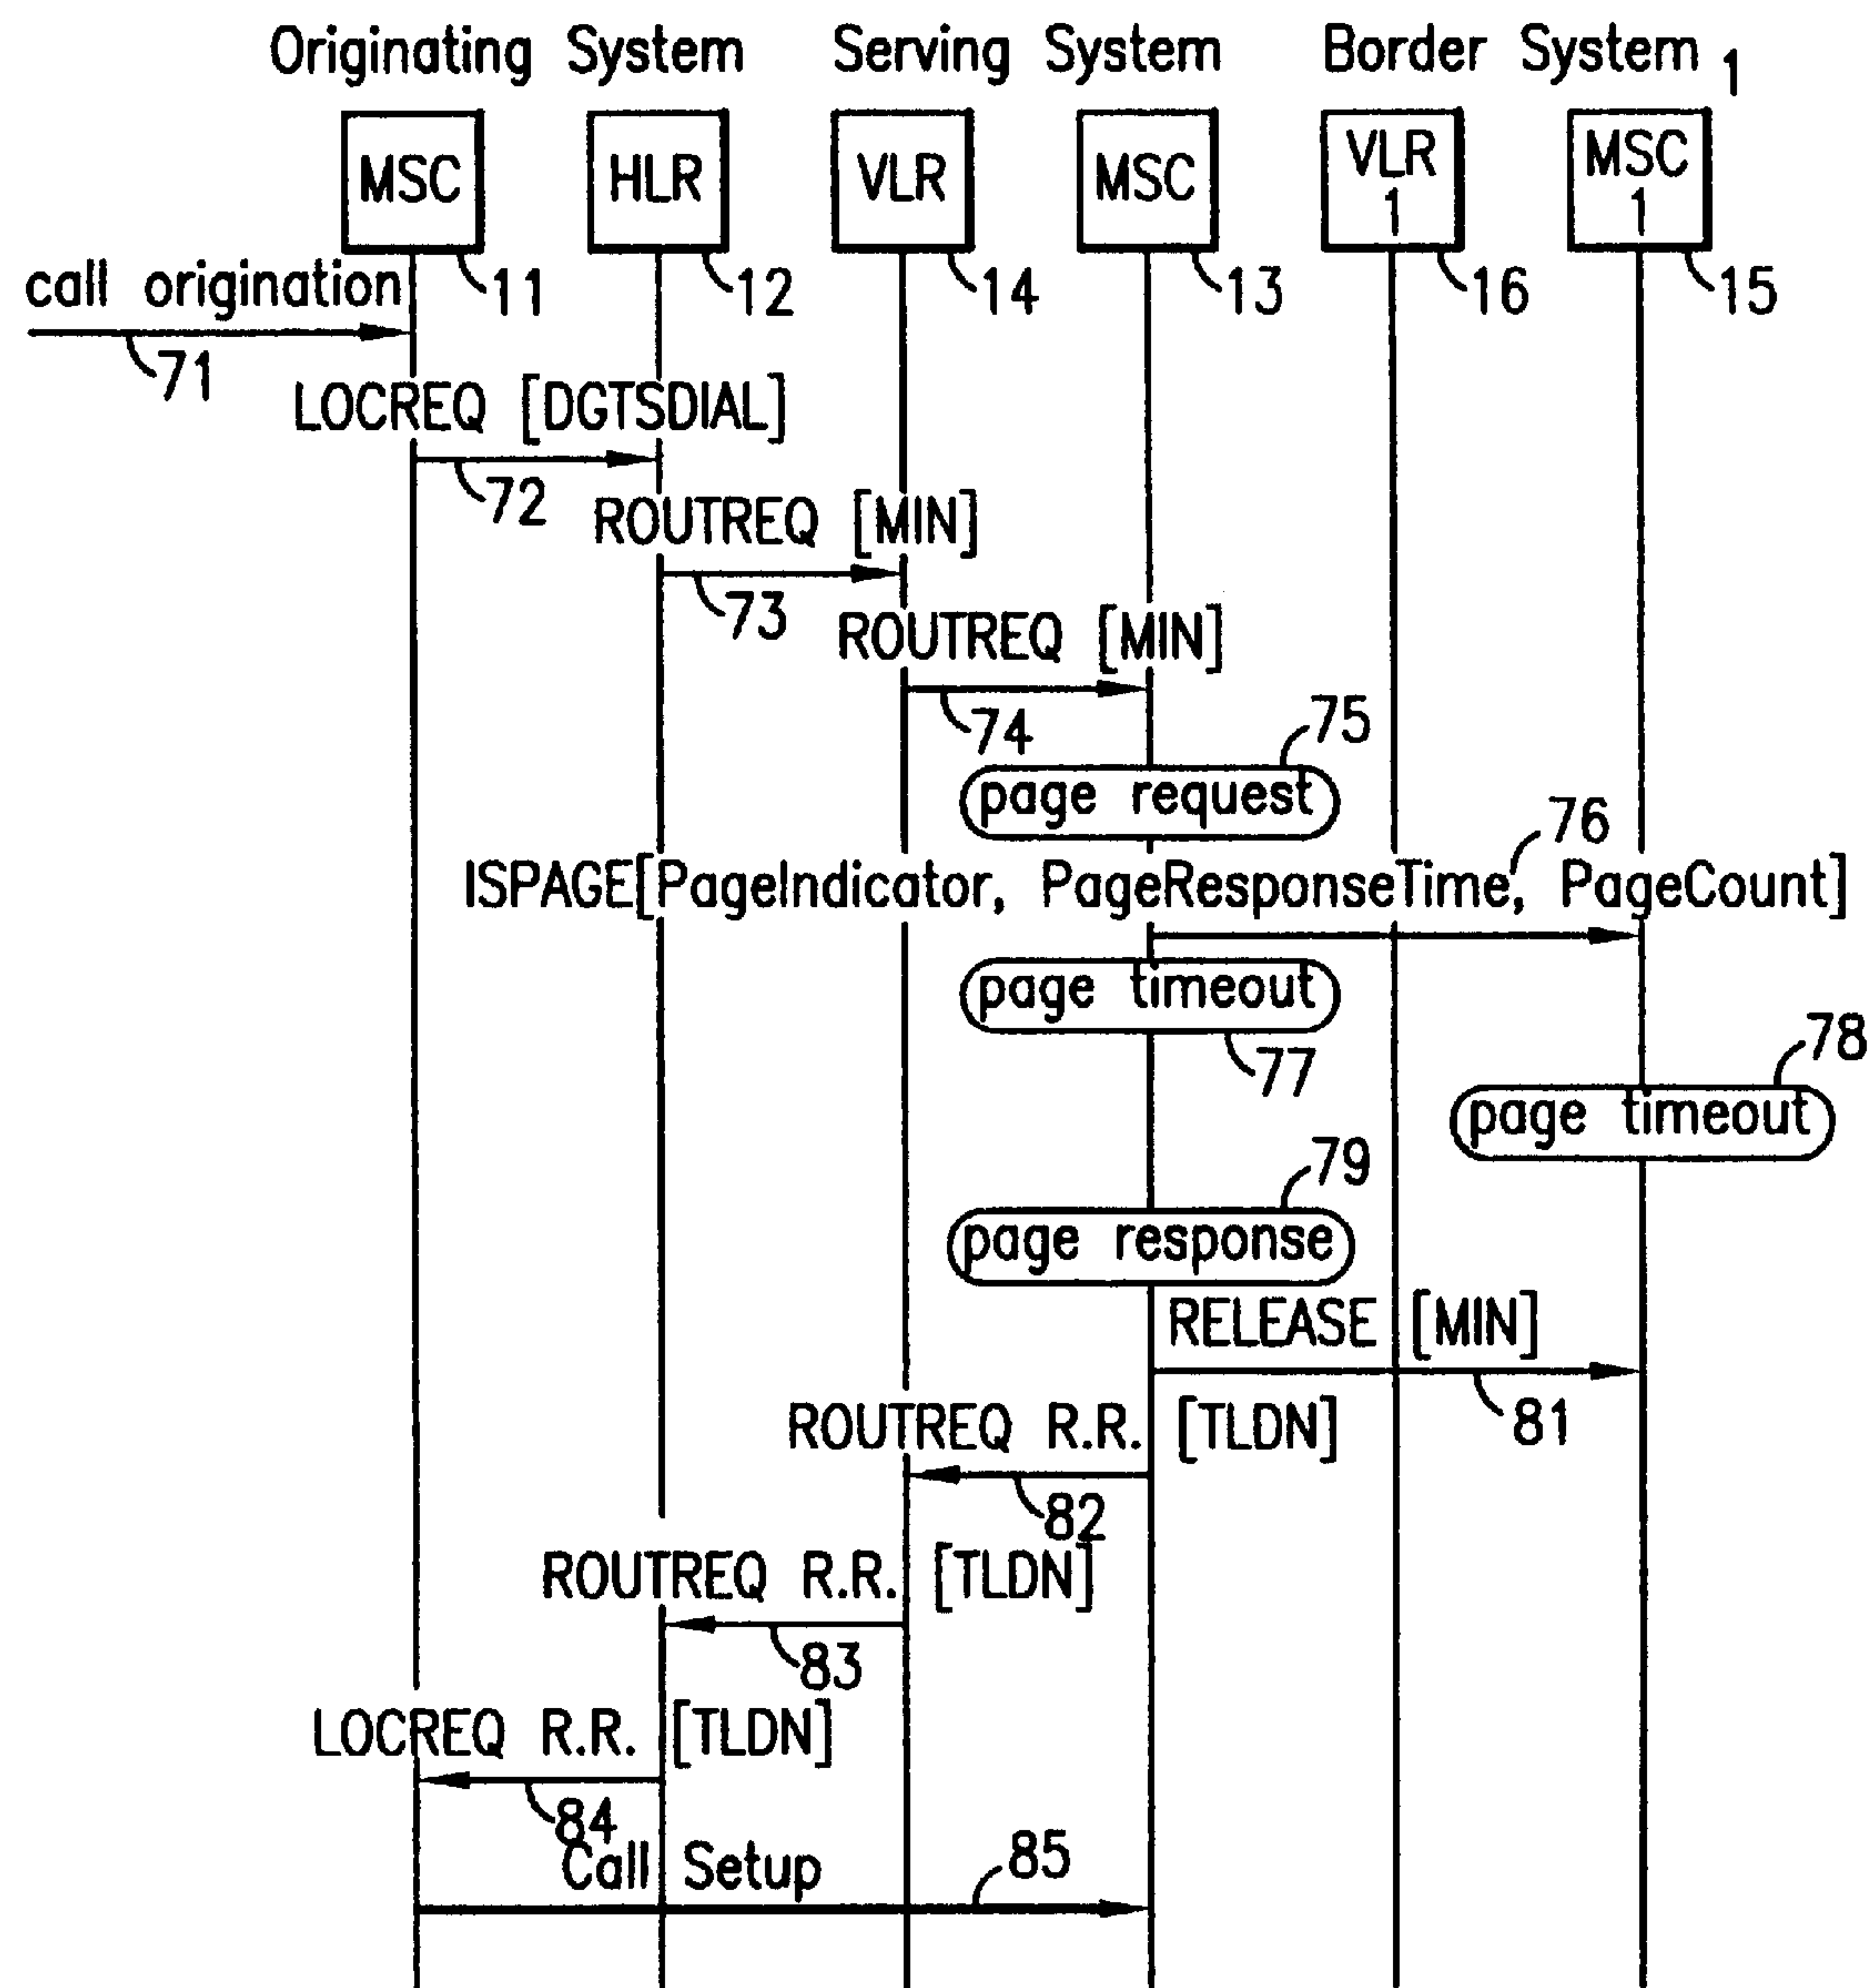 Originating System Serving System Border System 1
MSC HLR VLR MSC VLR 1 MSC 1
11 12 14 13 16 15
call origination
71
LOCREQ [DGTSDIAL]
72
ROUTREQ [MIN]
73
ROUTREQ [MIN]
74
75
page request
76
ISPAGE[PageIndicator, PageResponseTime, PageCount]
page timeout
77
78
page timeout
79
page response
RELEASE [MIN]
81
ROUTREQ R.R. [TLDN]
82
ROUTREQ R.R. [TLDN]
83
LOCREQ R.R. [TLDN]
84
Call Setup
85